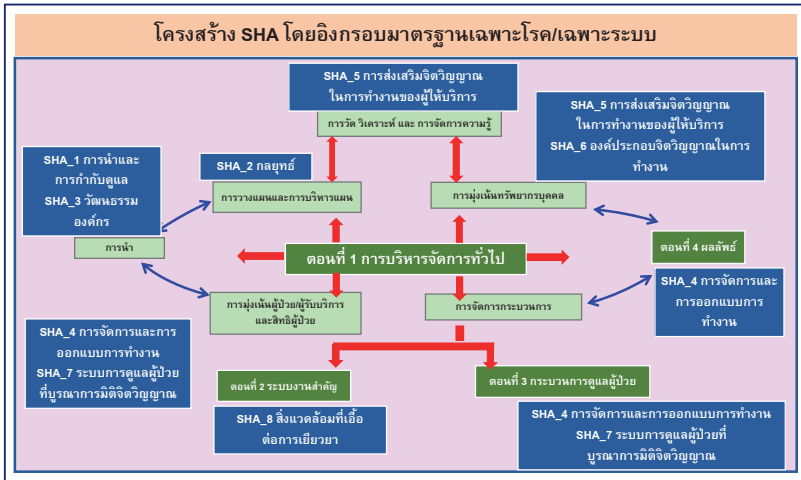 โครงสร้าง SHA โดยอิงกรอบมาตรฐานเฉพาะโรค/เฉพาะระบบ
SHA_5 การส่งเสริมจิตวิญญาณ
ในการทำงานของผู้ให้บริการ
การวัด วิเคราะห์ และ การจัดการความรู้
SHA_5 การส่งเสริมจิตวิญญาณ
ในการทำงานของผู้ให้บริการ
SHA_6 องค์ประกอบจิตวิญญาณในการ
ทำงาน
SHA_1 การนำและ
การกำกับดูแล
SHA_3 วัฒนธรรม
องค์กร
SHA_2 กลยุทธ์
การวางแผนและการบริหารแผน
การมุ่งเน้นทรัพยากรบุคคล
การนำ
ตอนที่ 1 การบริหารจัดการทั่วไป
ตอนที่ 4 ผลลัพธ์
SHA_4 การจัดการและ
การออกแบบการ
ทำงาน
การมุ่งเน้นผู้ป่วย/ผู้รับบริการ
และสิทธิผู้ป่วย
การจัดการกระบวนการ
SHA_4 การจัดการและการ
ออกแบบการทำงาน
SHA_7 ระบบการดูแลผู้ป่วย
ที่บูรณาการมิติจิตวิญญาณ
ตอนที่ 2 ระบบงานสำคัญ
ตอนที่ 3 กระบวนการดูแลผู้ป่วย
SHA_8 สิ่งแวดล้อมที่เอื้อ
ต่อการเยียวยา
SHA_4 การจัดการและการออกแบบการทำงาน
SHA_7 ระบบการดูแลผู้ป่วยที่
บูรณาการมิติจิตวิญญาณ